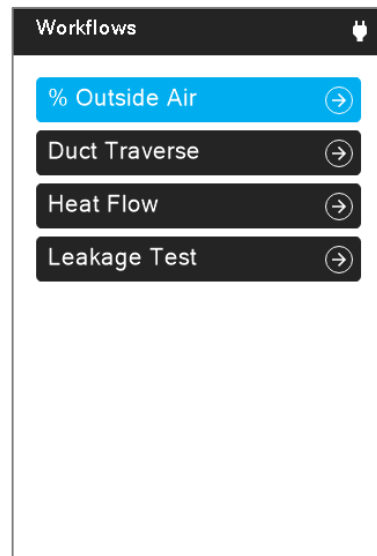 Workflows
% Outside Air
Duct Traverse
Heat Flow
Leakage Test